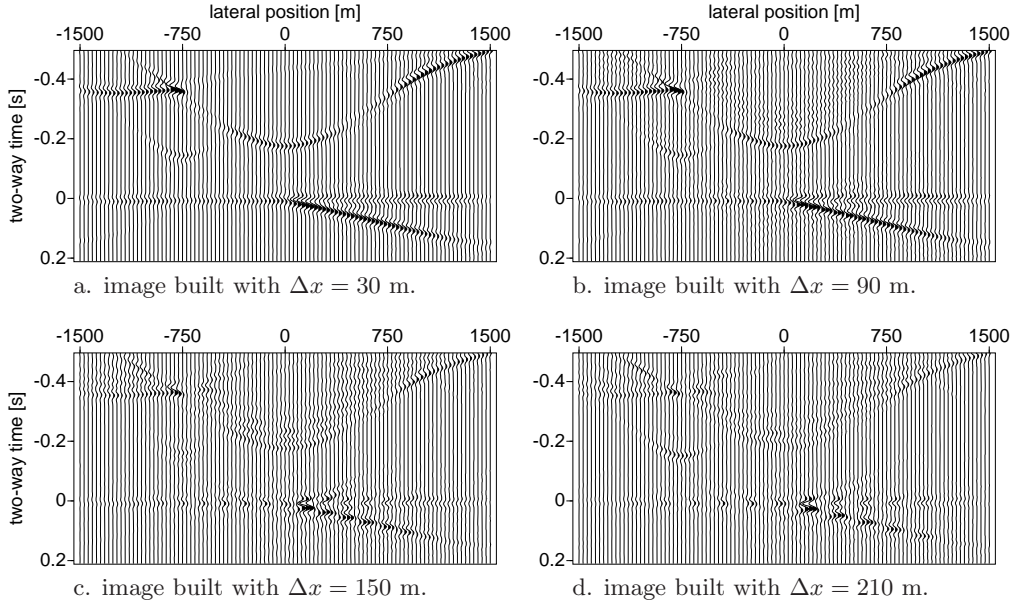 lateral position [m]
lateral position [m]
-1500 -750 0 750 1500
-1500 -750 0 750 1500
two-way time [s]
-0.4
-0.2
0
0.2
-0.4
-0.2
0
0.2
a. image built with Δx = 30 m.
b. image built with Δx = 90 m.
-1500 -750 0 750 1500
-1500 -750 0 750 1500
two-way time [s]
-0.4
-0.2
0
0.2
-0.4
-0.2
0
0.2
c. image built with Δx = 150 m.
d. image built with Δx = 210 m.